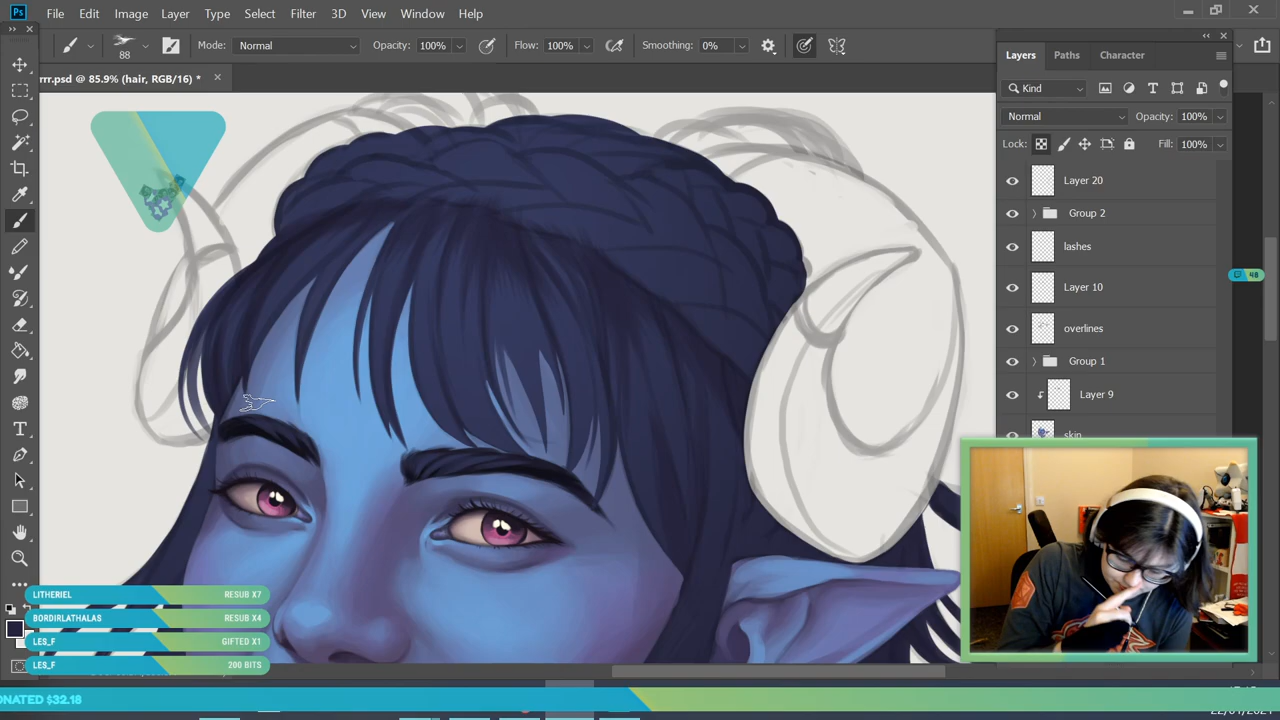 Ps File Edit Image Layer Type Select Filter 3D View Window Help
88 Mode: Normal Opacity: 100% Flow: 100% Smoothing: 0%
rrr.psd @ 85.9% (hair, RGB/16) *
Layers Paths Character
Kind
Normal Opacity: 100%
Lock: Fill: 100%
Layer 20
Group 2
lashes
Layer 10
overlines
Group 1
Layer 9
skin
48
LITHERIEL RESUB X7
BORDIRLATHALAS RESUB X4
LES_F GIFTED X1
LES_F 200 BITS
ONATED $32.18